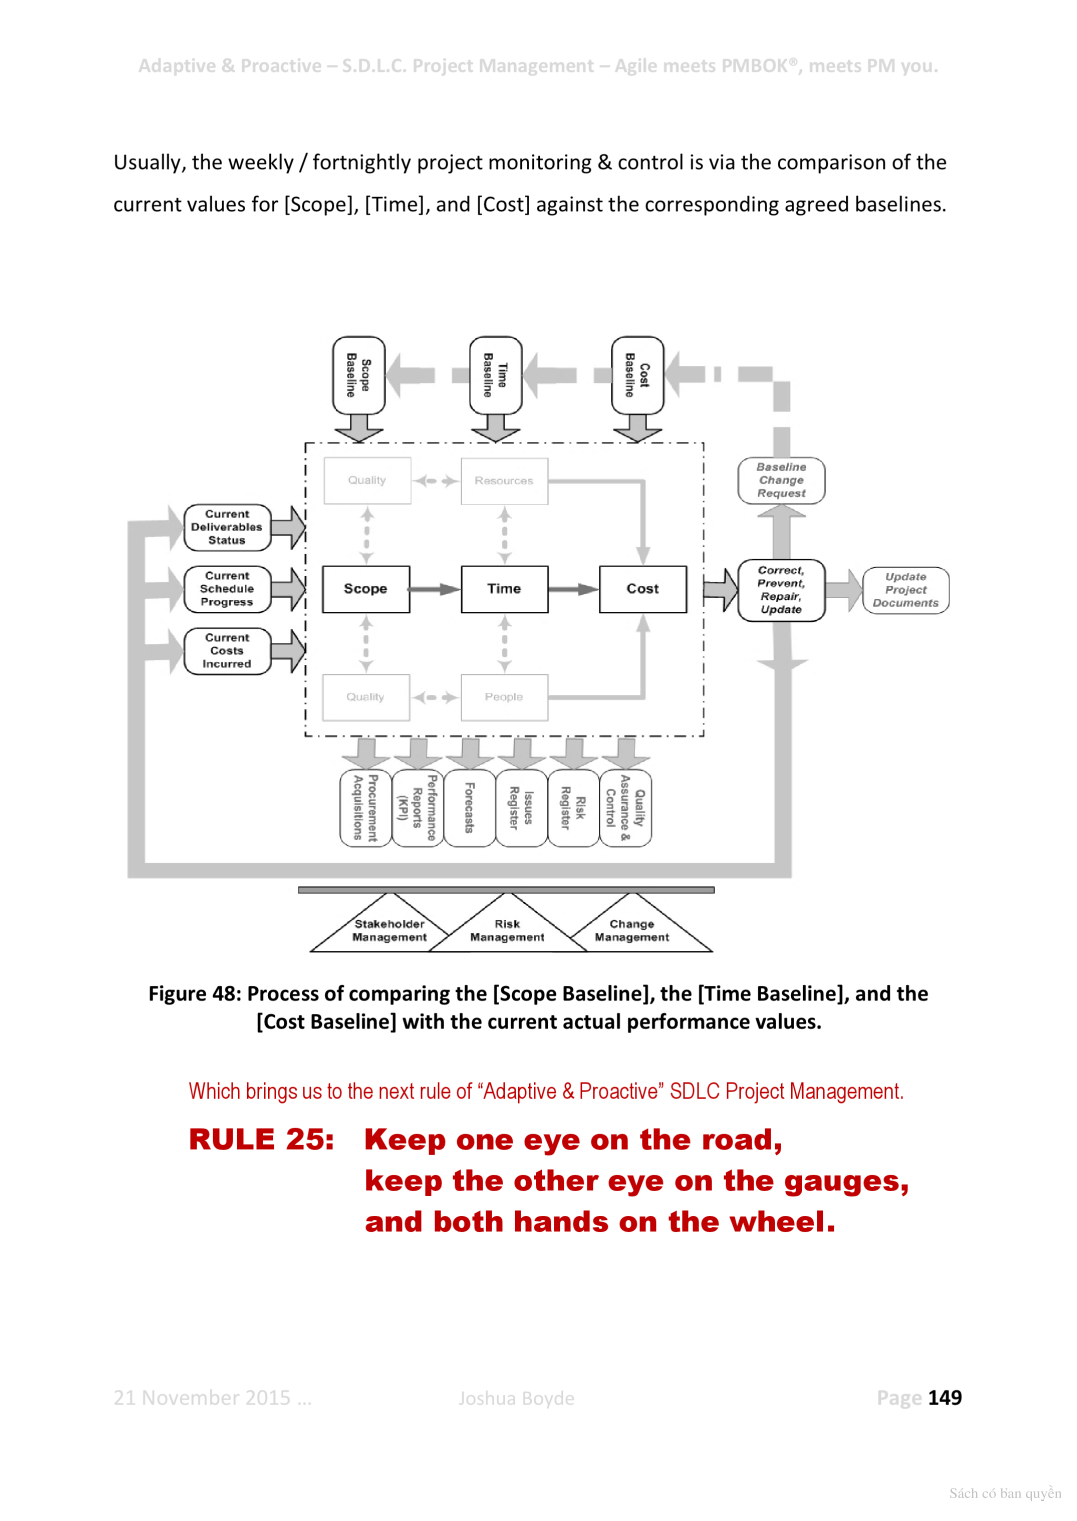 Adaptive & Proactive – S.D.L.C. Project Management – Agile meets PMBOK®, meets PM you.
Usually, the weekly / fortnightly project monitoring & control is via the comparison of the
current values for [Scope], [Time], and [Cost] against the corresponding agreed baselines.
Scope
Baseline
Time
Baseline
Cost
Baseline
Baseline
Change
Request
Quality
Resources
Current
Deliverables
Status
Current
Schedule
Progress
Current
Costs
Incurred
Scope
Time
Cost
Correct,
Prevent,
Repair,
Update
Update
Project
Documents
Quality
People
Procurement
Acquisitions
Performance
Reports
(KPI)
Forecasts
Issues
Register
Risk
Register
Quality
Assurance &
Control
Stakeholder
Management
Risk
Management
Change
Management
Figure 48: Process of comparing the [Scope Baseline], the [Time Baseline], and the
[Cost Baseline] with the current actual performance values.
Which brings us to the next rule of “Adaptive & Proactive” SDLC Project Management.
RULE 25: Keep one eye on the road,
keep the other eye on the gauges,
and both hands on the wheel.
21 November 2015 ... Joshua Boyde Page 149
Sách có bản quyền